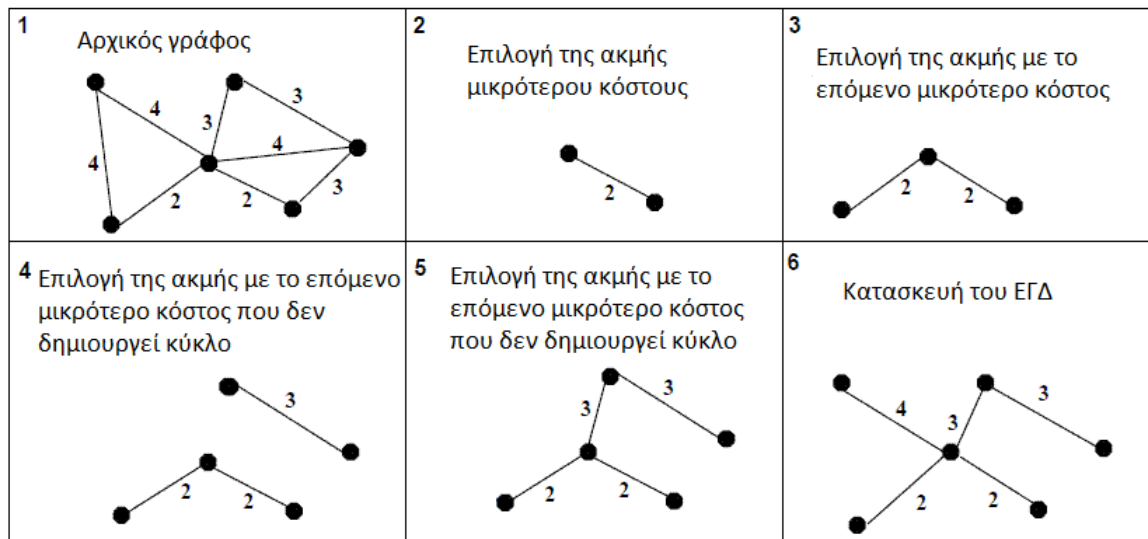 1
Αρχικός γράφος
4
3
3
4
4
3
2
2
2
Επιλογή της ακμής
μικρότερου κόστους
2
3
Επιλογή της ακμής με το
επόμενο μικρότερο κόστος
2
2
4
Επιλογή της ακμής με το επόμενο
μικρότερο κόστος που δεν
δημιουργεί κύκλο
3
2
2
5
Επιλογή της ακμής με το
επόμενο μικρότερο κόστος
που δεν δημιουργεί κύκλο
3
3
2
2
6
Κατασκευή του ΕΓΔ
3
4
3
2
2